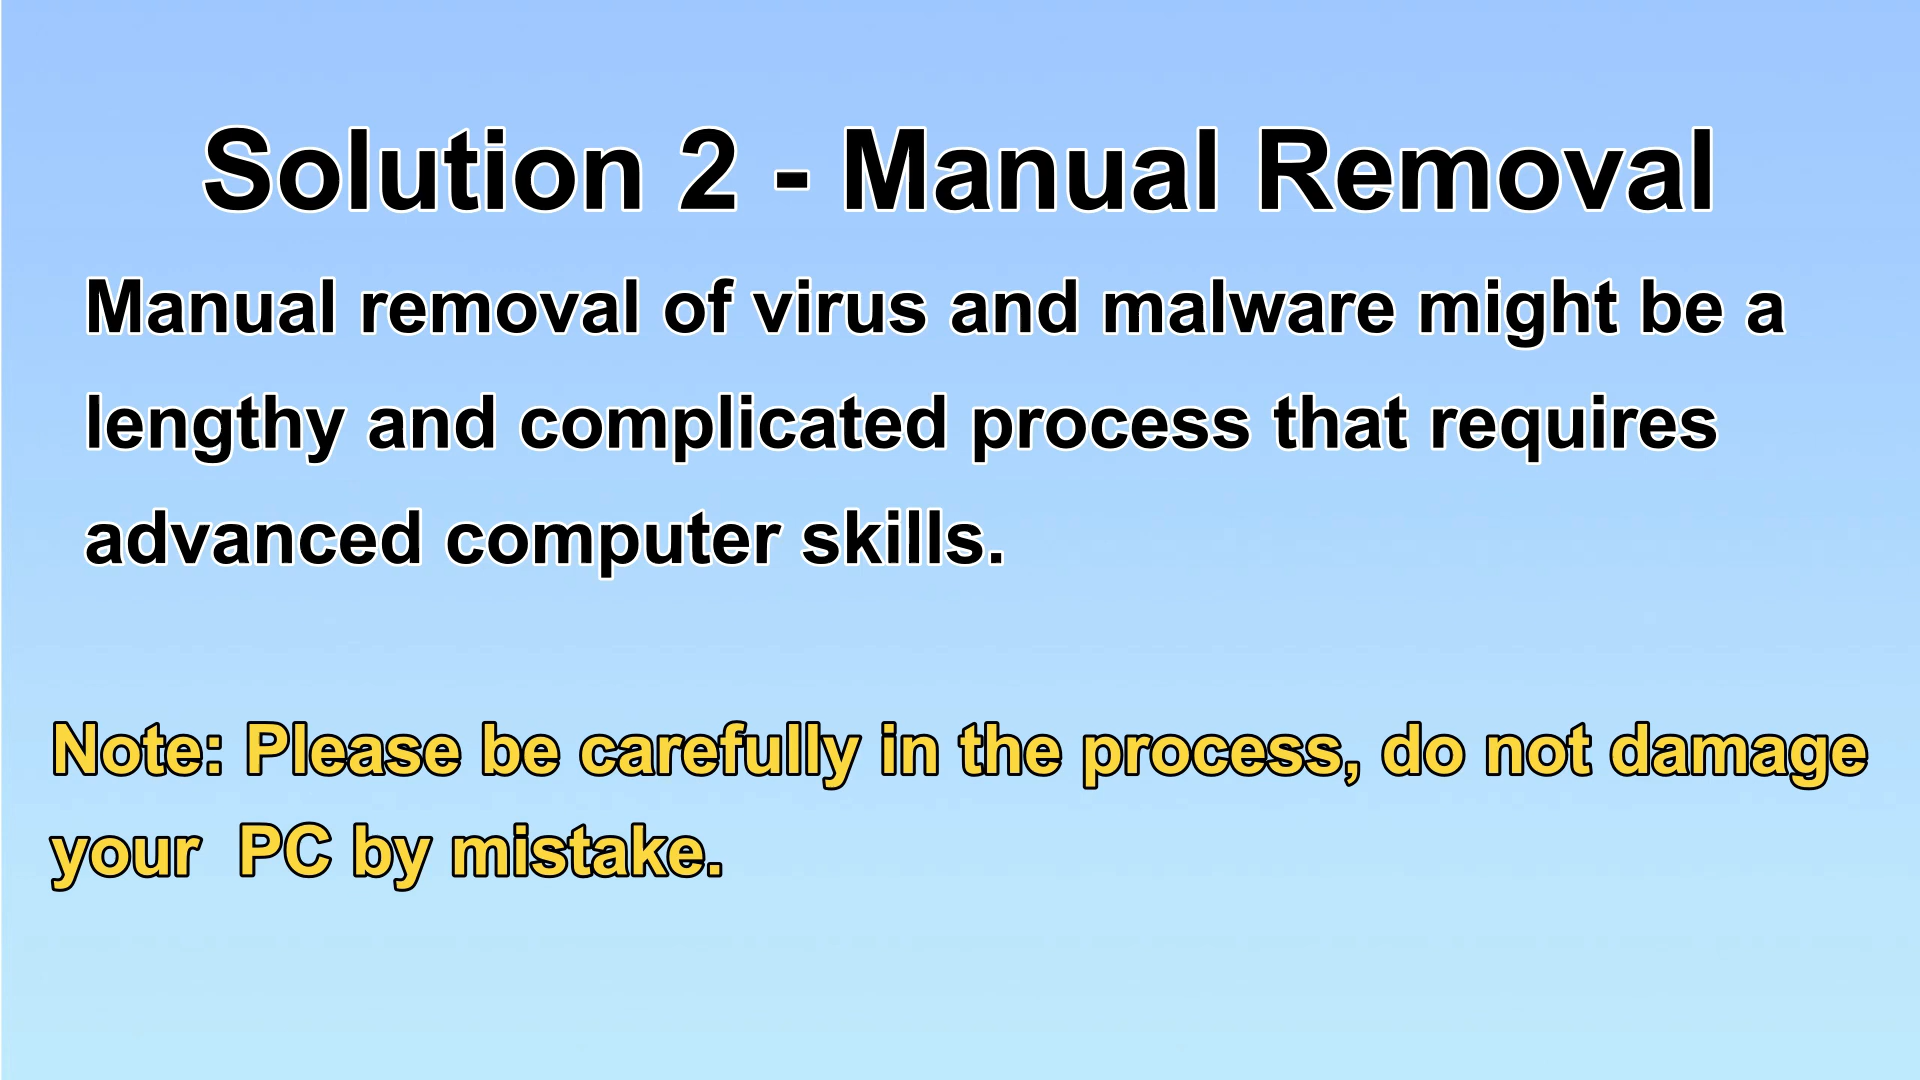 Solution 2 - Manual Removal
Manual removal of virus and malware might be a
lengthy and complicated process that requires
advanced computer skills.
Note: Please be carefully in the process, do not damage
your  PC by mistake.